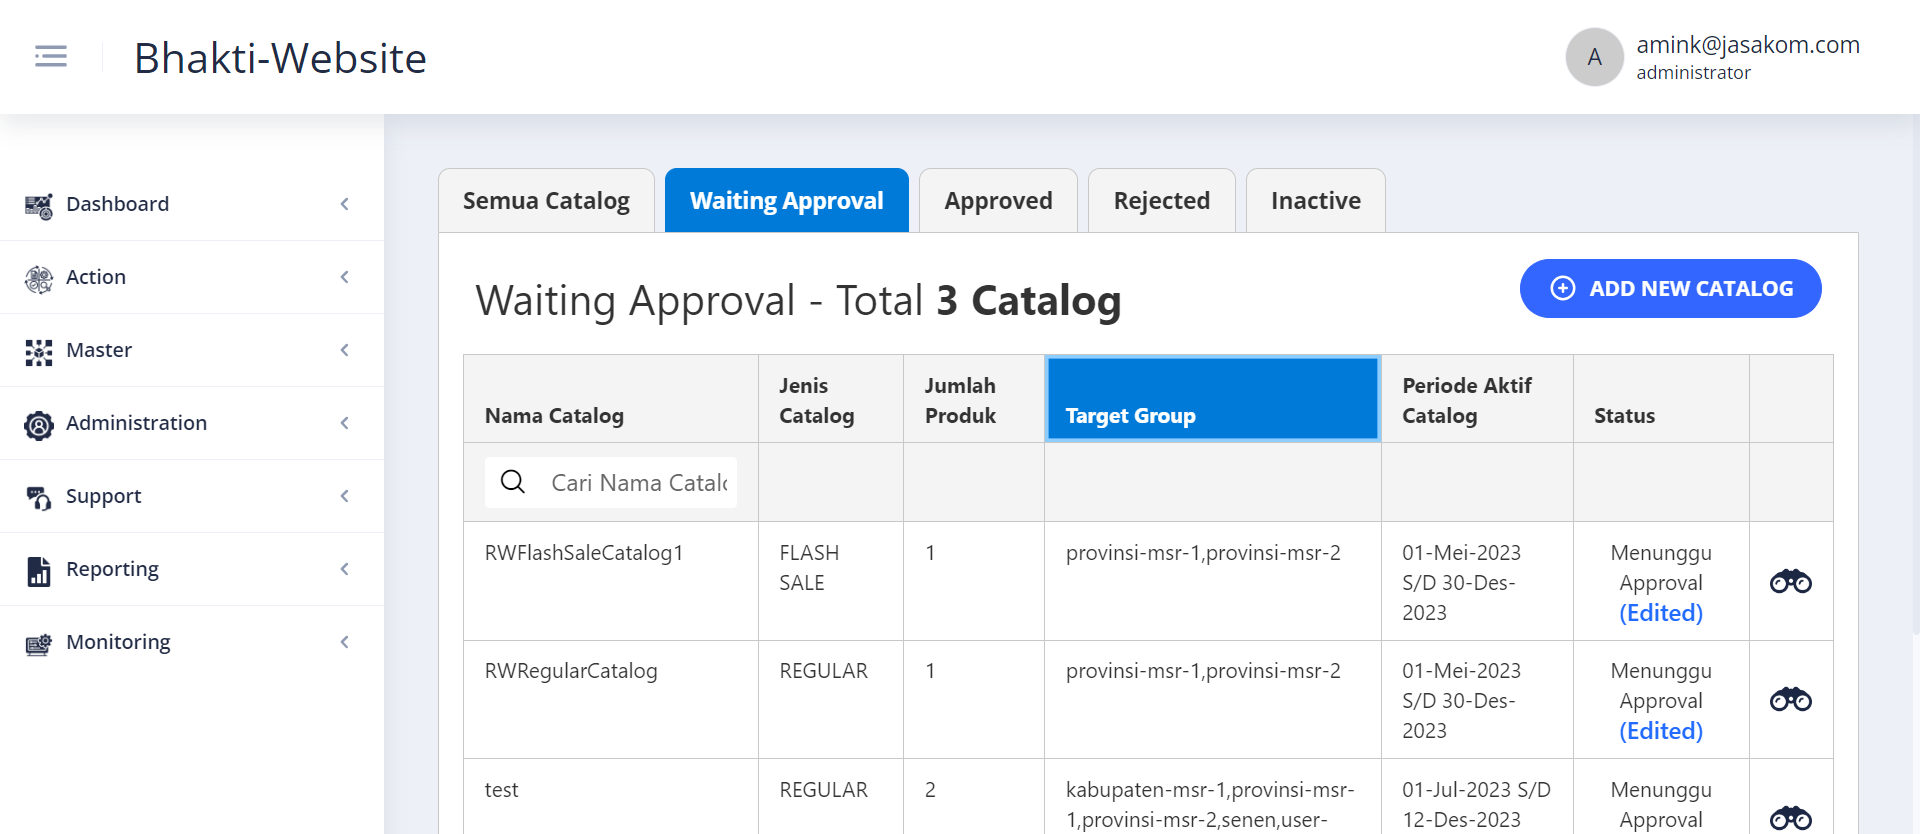 Bhakti-Website
A
amink@jasakom.com
administrator
Dashboard
Action
Master
Administration
Support
Reporting
Monitoring
Semua Catalog
Waiting Approval
Approved
Rejected
Inactive
Waiting Approval - Total 3 Catalog
ADD NEW CATALOG
Nama Catalog
Jenis
Catalog
Jumlah
Produk
Target Group
Periode Aktif
Catalog
Status
Cari Nama Catalo
RWFlashSaleCatalog1
FLASH
SALE
1
provinsi-msr-1,provinsi-msr-2
01-Mei-2023
S/D 30-Des-
2023
Menunggu
Approval
(Edited)
RWRegularCatalog
REGULAR
1
provinsi-msr-1,provinsi-msr-2
01-Mei-2023
S/D 30-Des-
2023
Menunggu
Approval
(Edited)
test
REGULAR
2
kabupaten-msr-1,provinsi-msr-
1,provinsi-msr-2,senen,user-
01-Jul-2023 S/D
12-Des-2023
Menunggu
Approval